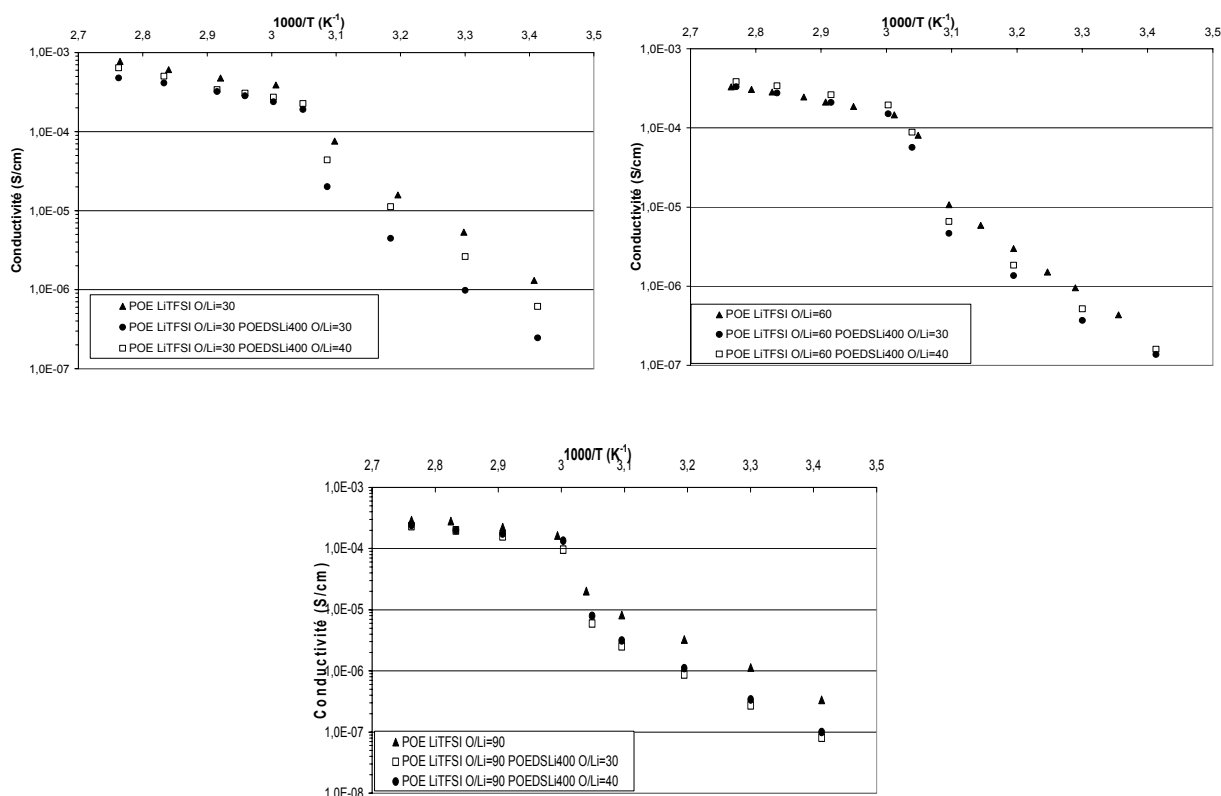 1000/T (K-1)
2,7 2,8 2,9 3 3,1 3,2 3,3 3,4 3,5
1,0E-03
1,0E-04
1,0E-05
1,0E-06
1,0E-07
Conductivité (S/cm)
POE LiTFSI O/Li=30
POE LiTFSI O/Li=30 POEDSLi400 O/Li=30
POE LiTFSI O/Li=30 POEDSLi400 O/Li=40
1000/T (K-1)
2,7 2,8 2,9 3 3,1 3,2 3,3 3,4 3,5
1,0E-03
1,0E-04
1,0E-05
1,0E-06
1,0E-07
Conductivité (S/cm)
POE LiTFSI O/Li=60
POE LiTFSI O/Li=60 POEDSLi400 O/Li=30
POE LiTFSI O/Li=60 POEDSLi400 O/Li=40
1000/T (K-1)
2,7 2,8 2,9 3 3,1 3,2 3,3 3,4 3,5
1,0E-03
1,0E-04
1,0E-05
1,0E-06
1,0E-07
1,0E-08
Conductivité (S/cm)
POE LiTFSI O/Li=90
POE LiTFSI O/Li=90 POEDSLi400 O/Li=30
POE LiTFSI O/Li=90 POEDSLi400 O/Li=40